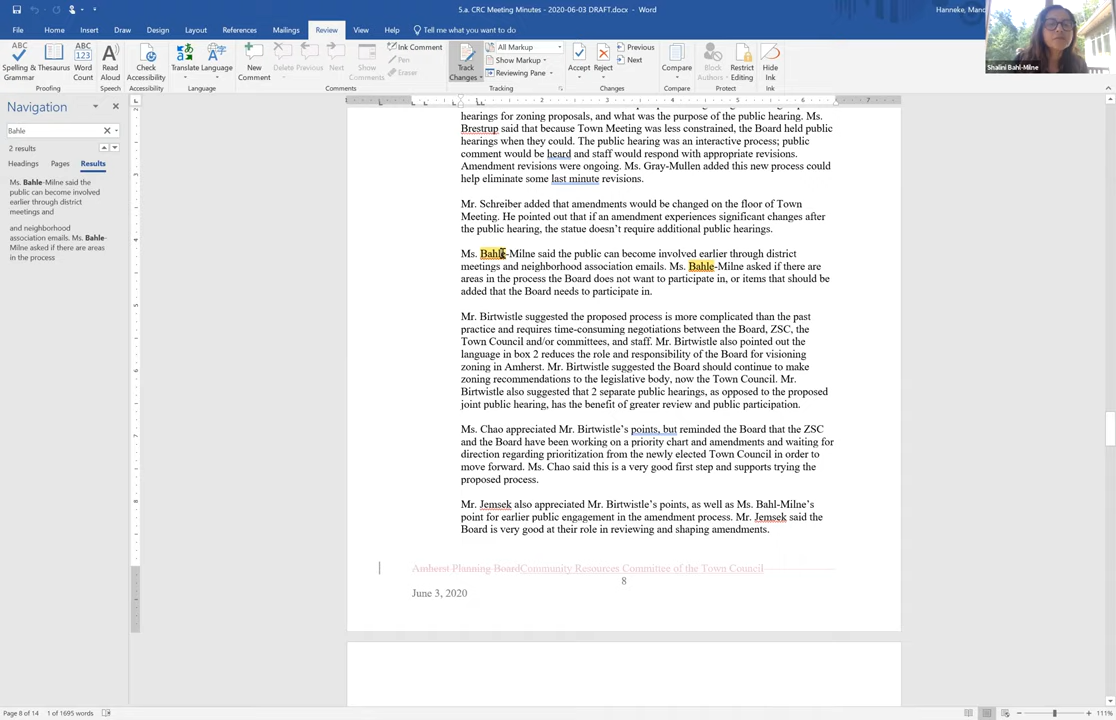 5.a. CRC Meeting Minutes - 2020-06-03 DRAFT.docx - Word
Hanneke, Mand
File Home Insert Draw Design Layout References Mailings Review View Help Tell me what you want to do
Spelling & Grammar
Thesaurus
Word Count
Read Aloud
Check Accessibility
Translate
Language
New Comment
Delete
Previous
Next
Show Comments
Ink Comment
Pen
Eraser
Track Changes
All Markup
Show Markup
Reviewing Pane
Accept
Reject
Previous
Next
Compare
Block Authors
Restrict Editing
Hide Ink
Proofing Speech Accessibility Language Comments Tracking Changes Compare Protect Ink
Shalini Bahl-Milne
Navigation
Bahle
2 results
Headings Pages Results
Ms. Bahle-Milne said the
public can become involved
earlier through district
meetings and
and neighborhood
association emails. Ms. Bahle-
Milne asked if there are areas
in the process
hearings for zoning proposals, and what was the purpose of the public hearing. Ms.
Brestrup said that because Town Meeting was less constrained, the Board held public
hearings when they could. The public hearing was an interactive process; public
comment would be heard and staff would respond with appropriate revisions.
Amendment revisions were ongoing. Ms. Gray-Mullen added this new process could
help eliminate some last minute revisions.
Mr. Schreiber added that amendments would be changed on the floor of Town
Meeting. He pointed out that if an amendment experiences significant changes after
the public hearing, the statue doesn't require additional public hearings.
Ms. Bahle-Milne said the public can become involved earlier through district
meetings and neighborhood association emails. Ms. Bahle-Milne asked if there are
areas in the process the Board does not want to participate in, or items that should be
added that the Board needs to participate in.
Mr. Birtwistle suggested the proposed process is more complicated than the past
practice and requires time-consuming negotiations between the Board, ZSC, the
Town Council and/or committees, and staff. Mr. Birtwistle also pointed out the
language in box 2 reduces the role and responsibility of the Board for visioning
zoning in Amherst. Mr. Birtwistle suggested the Board should continue to make
zoning recommendations to the legislative body, now the Town Council. Mr.
Birtwistle also suggested that 2 separate public hearings, as opposed to the proposed
joint public hearing, has the benefit of greater review and public participation.
Ms. Chao appreciated Mr. Birtwistle's points, but reminded the Board that the ZSC
and the Board have been working on a priority chart and amendments and waiting for
direction regarding prioritization from the newly elected Town Council in order to
move forward. Ms. Chao said this is a very good first step and supports trying the
proposed process.
Mr. Jemsek also appreciated Mr. Birtwistle's points, as well as Ms. Bahl-Milne's
point for earlier public engagement in the amendment process. Mr. Jemsek said the
Board is very good at their role in reviewing and shaping amendments.
Amherst Planning BoardCommunity Resources Committee of the Town Council
8
June 3, 2020
Page 8 of 14 1 of 1695 words
111%